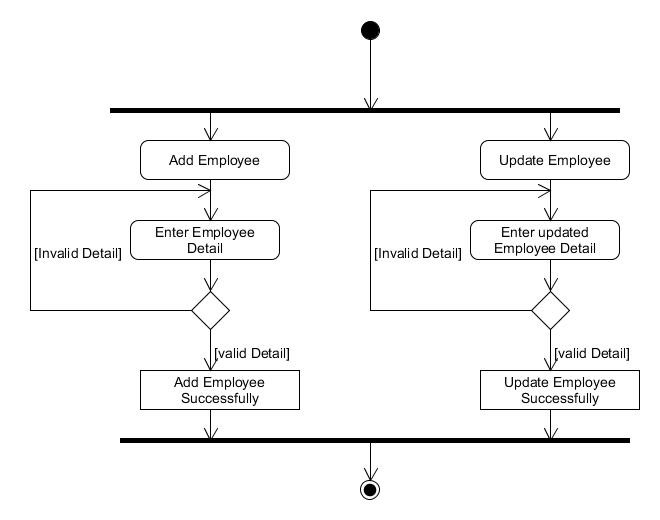 Add Employee
Update Employee
Enter Employee
Detail
Enter updated
Employee Detail
[Invalid Detail]
[Invalid Detail]
[valid Detail]
[valid Detail]
Add Employee
Successfully
Update Employee
Successfully